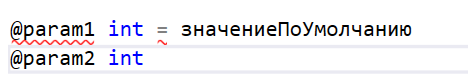 @param1 int = значениеПоУмолчанию
@param2 int